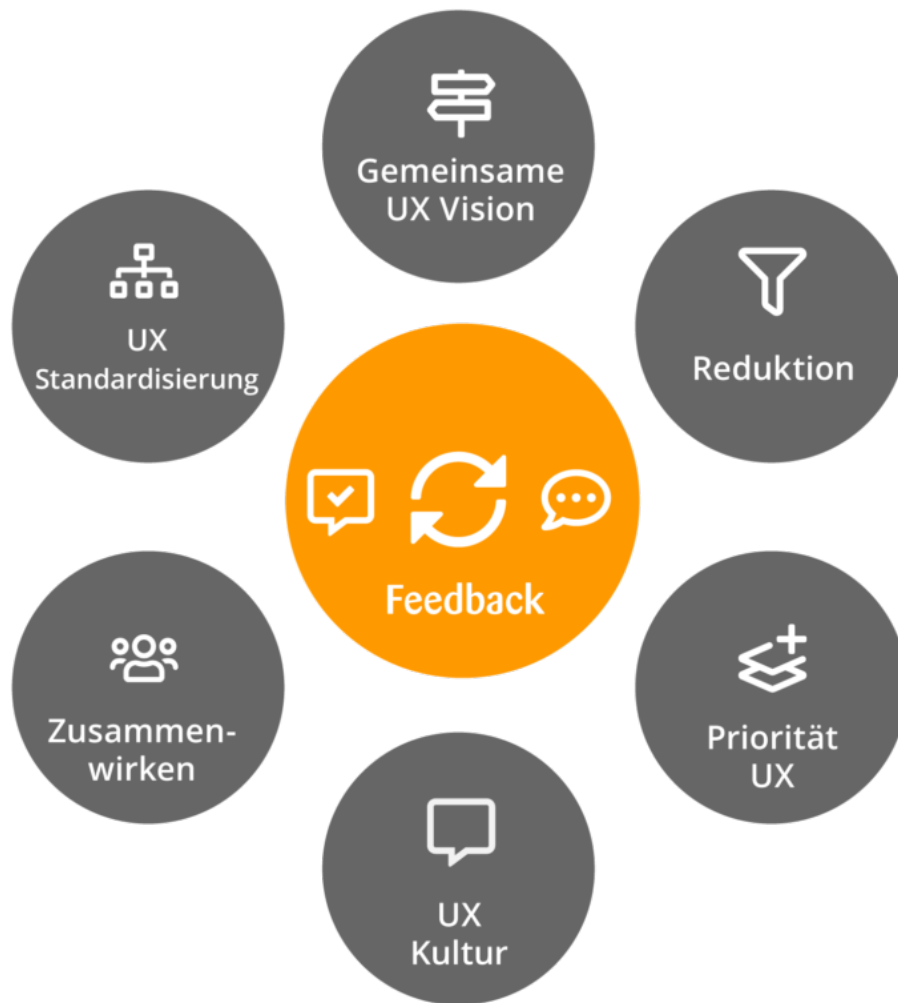 Gemeinsame
UX Vision
Reduktion
Priorität
UX
UX
Kultur
Zusammen-
wirken
UX
Standardisierung
Feedback